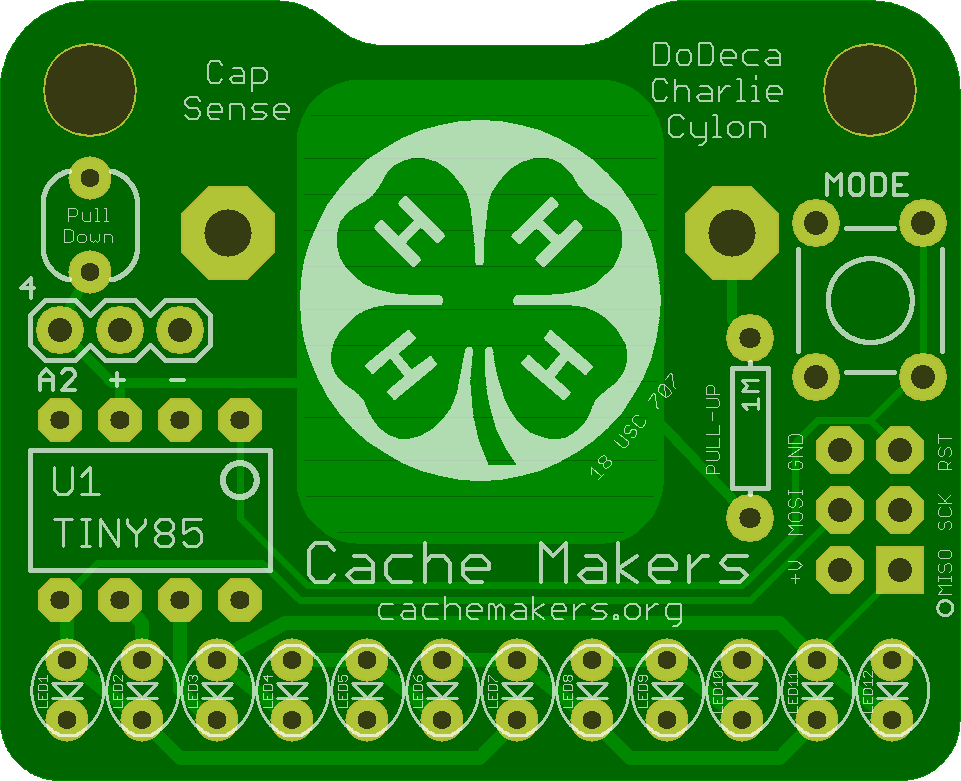 Cap
Sense
DoDeca
Charlie
Cylon
MODE
Pull
Down
H H
H H
4
A2 + -
PULL-UP
1M
18 USC 707
U1
TINY85
MOSI GND
+V
MISO SCK RST
Cache Makers
cachemakers.org
LED1
LED2
LED3
LED4
LED5
LED6
LED7
LED8
LED9
LED10
LED11
LED12